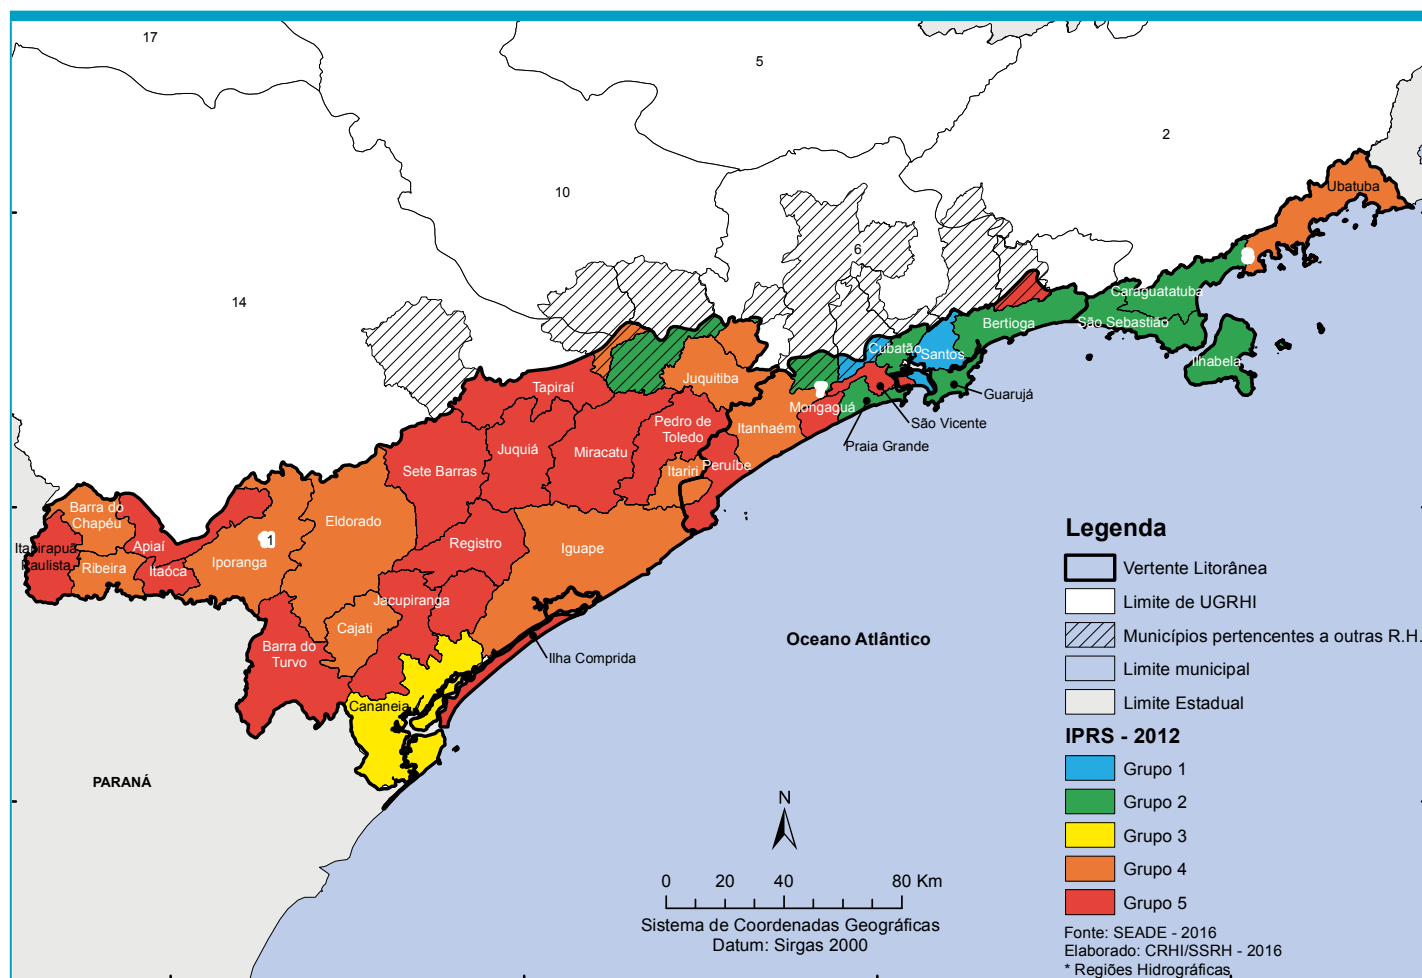 17
5
2
10
6
14
Ubatuba
Caraguatatuba
São Sebastião
Ilhabela
Bertioga
Cubatão
Santos
Guarujá
São Vicente
Praia Grande
Mongaguá
Itanhaém
Juquitiba
Tapiraí
Pedro de
Toledo
Juquiá
Miracatu
Sete Barras
Itariri
Peruíbe
Eldorado
Registro
Iguape
Barra do
Chapéu
Apiaí
Itapirapuã
Paulista
Ribeira
Itaóca
Iporanga
1
Jacupiranga
Cajati
Barra do
Turvo
Ilha Comprida
Cananeia
Oceano Atlântico
PARANÁ
N
0 20 40 80 Km
Sistema de Coordenadas Geográficas
Datum: Sirgas 2000
Legenda
Vertente Litorânea
Limite de UGRHI
Municípios pertencentes a outras R.H.
Limite municipal
Limite Estadual
IPRS - 2012
Grupo 1
Grupo 2
Grupo 3
Grupo 4
Grupo 5
Fonte: SEADE - 2016
Elaborado: CRHI/SSRH - 2016
* Regiões Hidrográficas